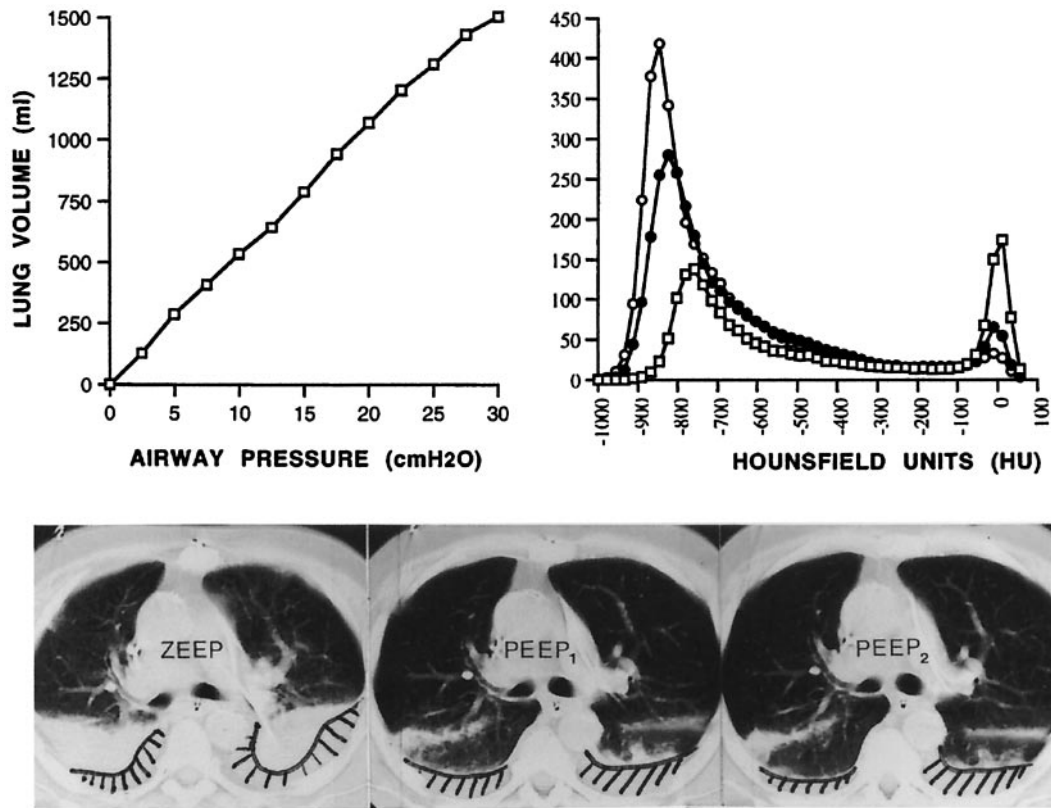 LUNG VOLUME (ml)
1500
1250
1000
750
500
250
0
0 5 10 15 20 25 30
AIRWAY PRESSURE (cmH2O)
450
400
350
300
250
200
150
100
50
0
-1000 -900 -800 -700 -600 -500 -400 -300 -200 -100 0 100
HOUNSFIELD UNITS (HU)
ZEEP PEEP₁ PEEP₂